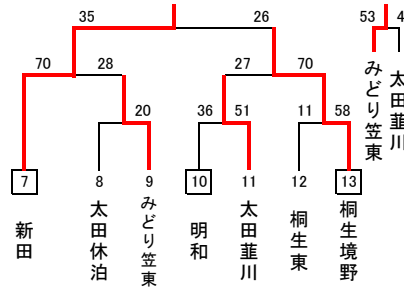 35 26 53 4
70 28 27 70
みどり笠東 太田韮川
20 36 51 11 58
7 8 9 10 11 12 13
新田 太田休泊 みどり笠東 明和 太田韮川 桐生東 桐生境野